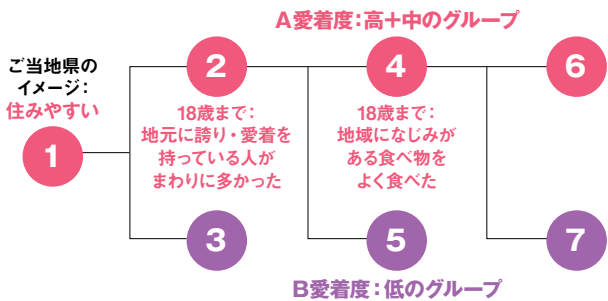 A愛着度：高＋中のグループ
ご当地県の
イメージ：
住みやすい
1
2
18歳まで：
地元に誇り・愛着を
持っている人が
まわりに多かった
3
4
18歳まで：
地域になじみが
ある食べ物を
よく食べた
5
6
7
B愛着度：低のグループ